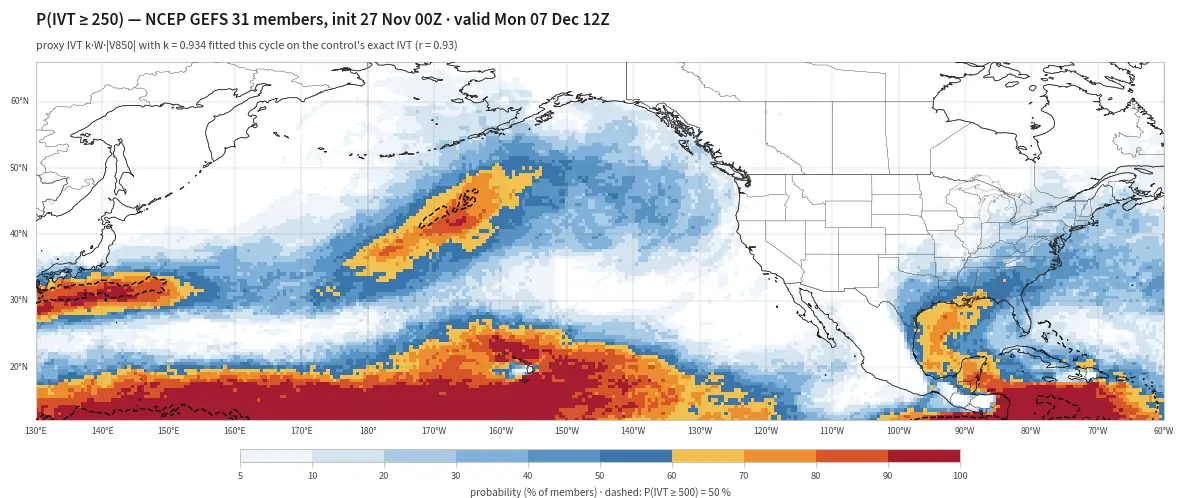 P(IVT ≥ 250) — NCEP GEFS 31 members, init 27 Nov 00Z · valid Mon 07 Dec 12Z
proxy IVT k·W·|V850| with k = 0.934 fitted this cycle on the control's exact IVT (r = 0.93)
60°N
50°N
40°N
30°N
20°N
130°E 140°E 150°E 160°E 170°E 180° 170°W 160°W 150°W 140°W 130°W 120°W 110°W 100°W 90°W 80°W 70°W 60°W
5 10 20 30 40 50 60 70 80 90 100
probability (% of members) · dashed: P(IVT ≥ 500) = 50 %